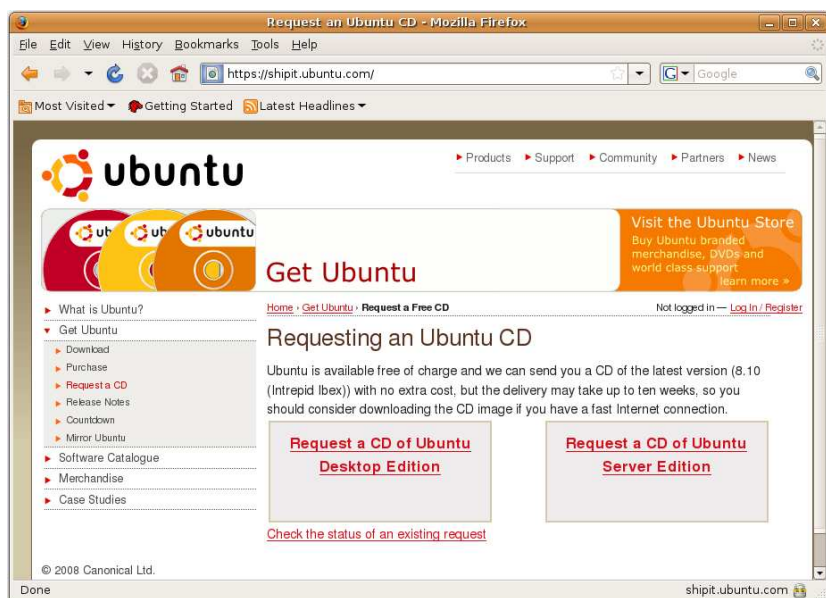 Request an Ubuntu CD - Mozilla Firefox
File Edit View History Bookmarks Tools Help
https://shipit.ubuntu.com/
G Google
Most Visited Getting Started Latest Headlines
ubuntu
Products Support Community Partners News
ub ub ubuntu
Get Ubuntu
Visit the Ubuntu Store
Buy Ubuntu branded
merchandise, DVDs and
world class support
learn more »
What is Ubuntu?
Get Ubuntu
Download
Purchase
Request a CD
Release Notes
Countdown
Mirror Ubuntu
Software Catalogue
Merchandise
Case Studies
Home › Get Ubuntu › Request a Free CD
Not logged in — Log In / Register
Requesting an Ubuntu CD
Ubuntu is available free of charge and we can send you a CD of the latest version (8.10
(Intrepid Ibex)) with no extra cost, but the delivery may take up to ten weeks, so you
should consider downloading the CD image if you have a fast Internet connection.
Request a CD of Ubuntu
Desktop Edition
Request a CD of Ubuntu
Server Edition
Check the status of an existing request
© 2008 Canonical Ltd.
Done
shipit.ubuntu.com